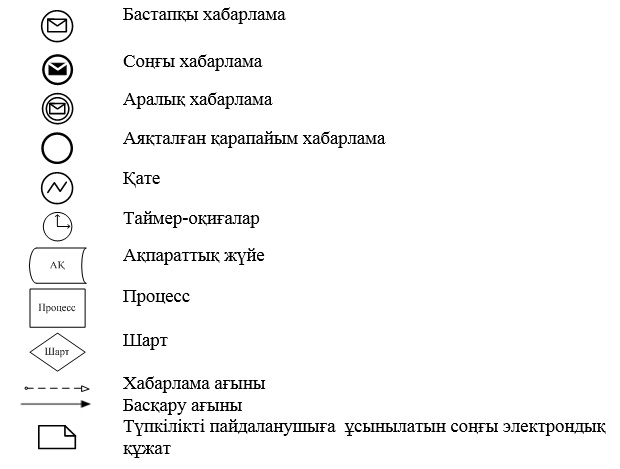 Бастапқы хабарлама
Соңғы хабарлама
Аралық хабарлама
Аяқталған қарапайым хабарлама
Қате
Таймер-оқиғалар
АҚ Ақпараттық жүйе
Процесс Процесс
Шарт Шарт
Хабарлама ағыны
Басқару ағыны
Түпкілікті пайдаланушыға ұсынылатын соңғы электрондық
құжат